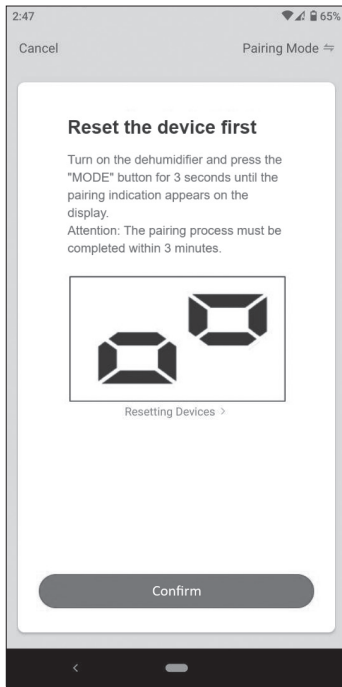 2:47 65%
Cancel Pairing Mode ⇋
Reset the device first
Turn on the dehumidifier and press the
"MODE" button for 3 seconds until the
pairing indication appears on the
display.
Attention: The pairing process must be
completed within 3 minutes.
Resetting Devices >
Confirm